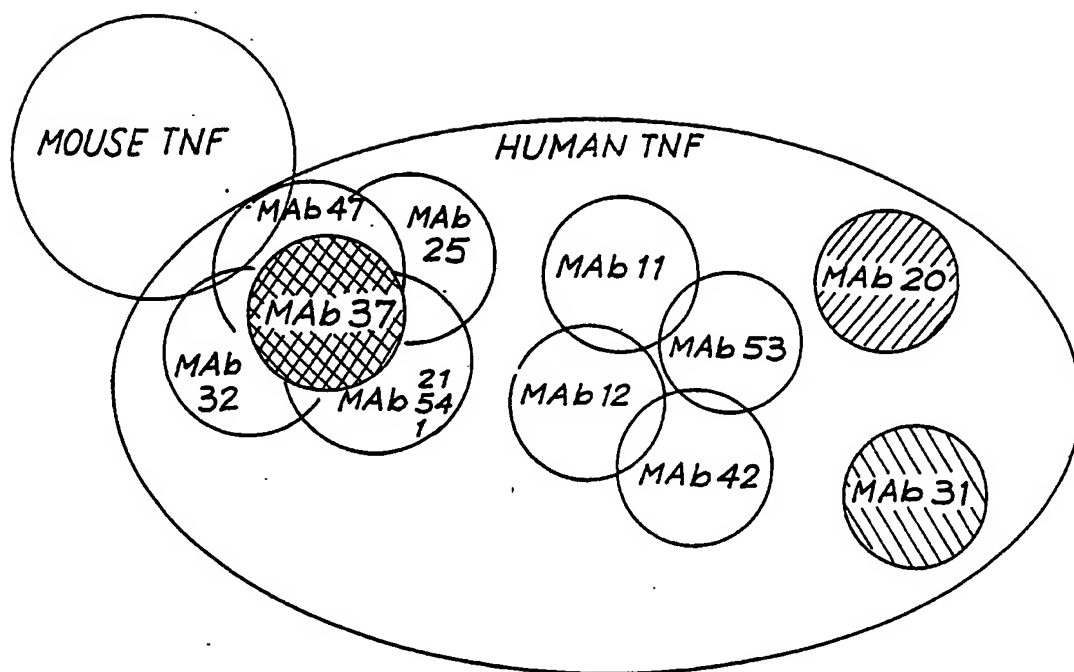 MOUSE TNF
HUMAN TNF
MAb 47
MAb
25
MAb 37
MAb
32
MAb 21
54
1
MAb 11
MAb 53
MAb 12
MAb 42
MAb 20
MAb 31